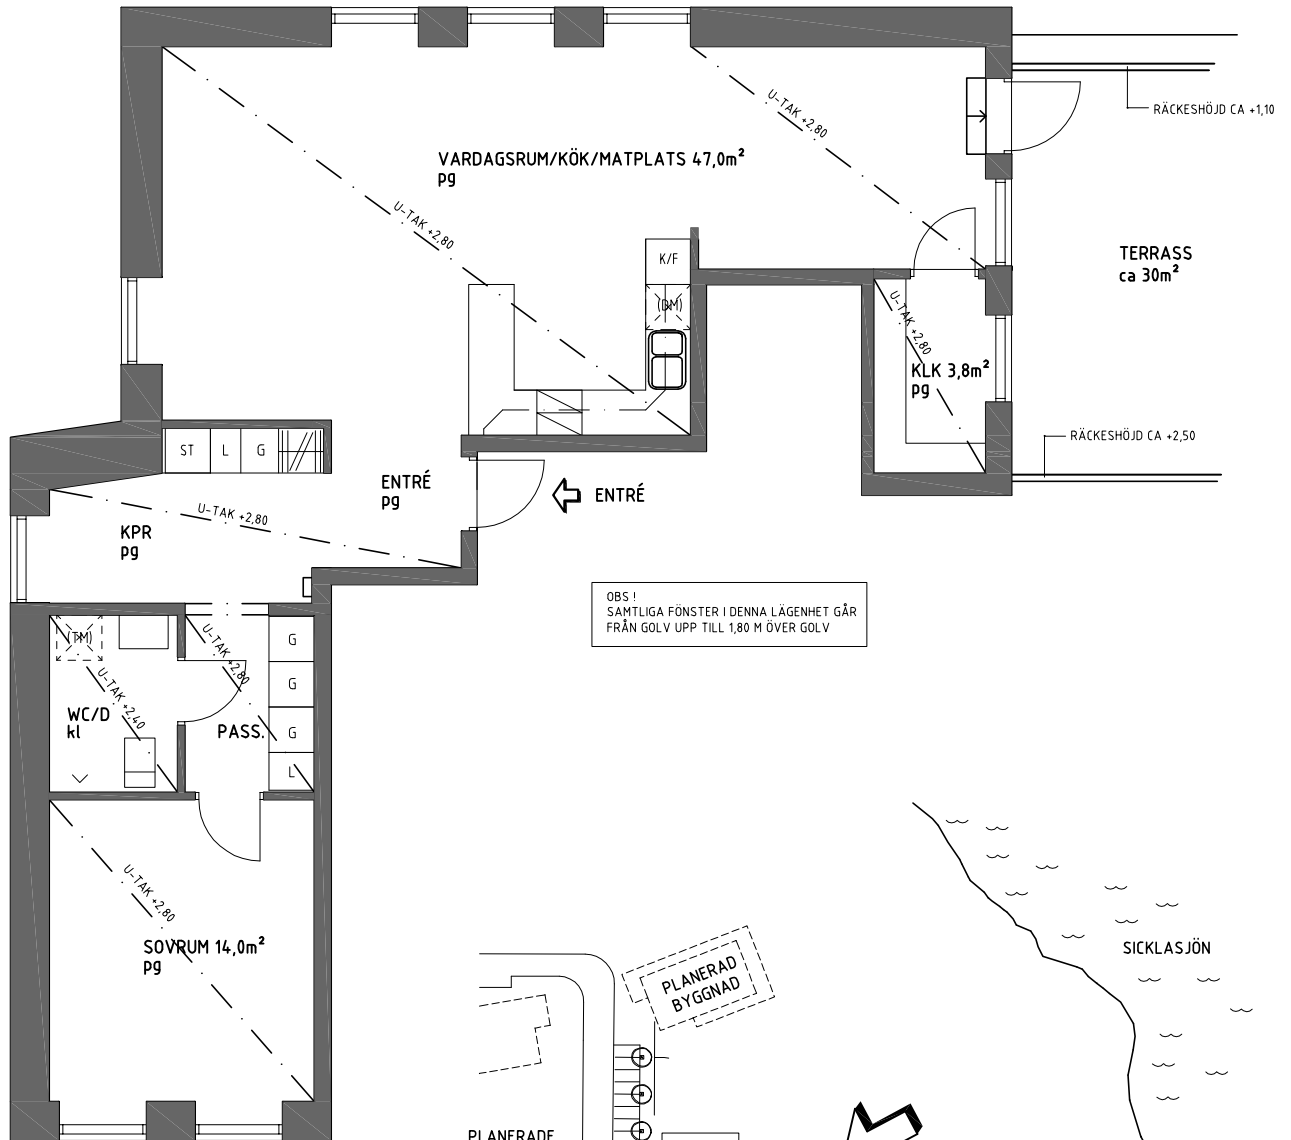 RÄCKESHÖJD CA +1,10
U-TAK +2,80
VARDAGSRUM/KÖK/MATPLATS 47,0m²
pg
U-TAK +2,80
K/F
TERRASS
ca 30m²
(DM)
U-TAK +2,80
KLK 3,8m²
pg
ST
L
G
RÄCKESHÖJD CA +2,50
ENTRÉ
pg
ENTRÉ
U-TAK +2,80
KPR
pg
OBS !
SAMTLIGA FÖNSTER I DENNA LÄGENHET GÅR
FRÅN GOLV UPP TILL 1,80 M ÖVER GOLV
(TM)
U-TAK +2,80
G
G
U-TAK +2,40
WC/D
kl
PASS.
G
L
U-TAK +2,80
SOVRUM 14,0m²
pg
SICKLASJÖN
PLANERAD
BYGGNAD
PLANERADE